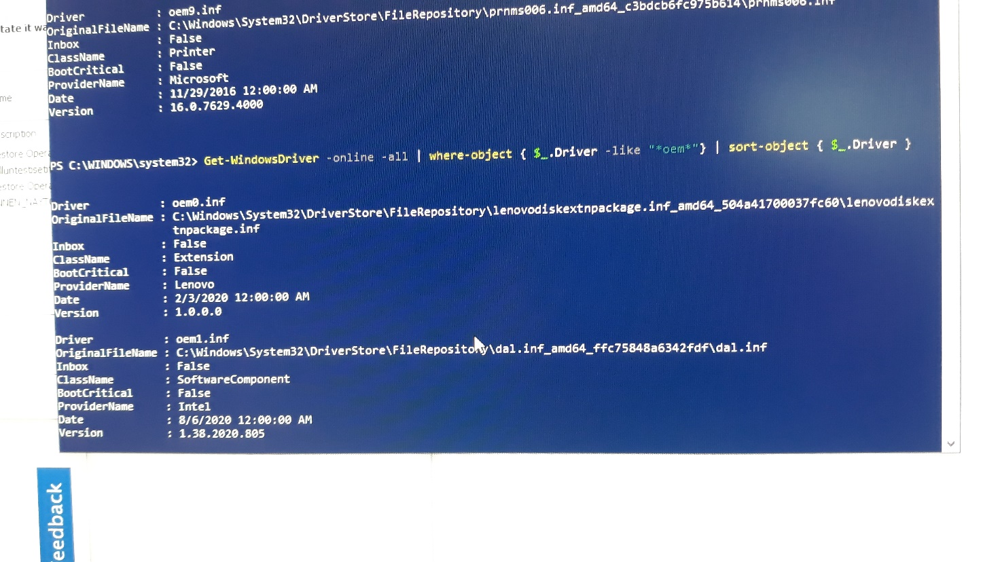 Driver : oem9.inf
OriginalFileName : C:\Windows\System32\DriverStore\FileRepository\prnms006.inf_amd64_c3bdcb6fc975b614\prnms006.inf
Inbox : False
ClassName : Printer
BootCritical : False
ProviderName : Microsoft
Date : 11/29/2016 12:00:00 AM
Version : 16.0.7629.4000
PS C:\WINDOWS\system32> Get-WindowsDriver -online -all | where-object { $_.Driver -like "*oem*"} | sort-object { $_.Driver }
Driver : oem0.inf
OriginalFileName : C:\Windows\System32\DriverStore\FileRepository\lenovodiskextnpackage.inf_amd64_504a41700037fc60\lenovodiskex
tnpackage.inf
Inbox : False
ClassName : Extension
BootCritical : False
ProviderName : Lenovo
Date : 2/3/2020 12:00:00 AM
Version : 1.0.0.0
Driver : oem1.inf
OriginalFileName : C:\Windows\System32\DriverStore\FileRepository\dal.inf_amd64_ffc75848a6342fdf\dal.inf
Inbox : False
ClassName : SoftwareComponent
BootCritical : False
ProviderName : Intel
Date : 8/6/2020 12:00:00 AM
Version : 1.38.2020.805
tate it wa
me
scription
estore Opera
estore Opera
eedback